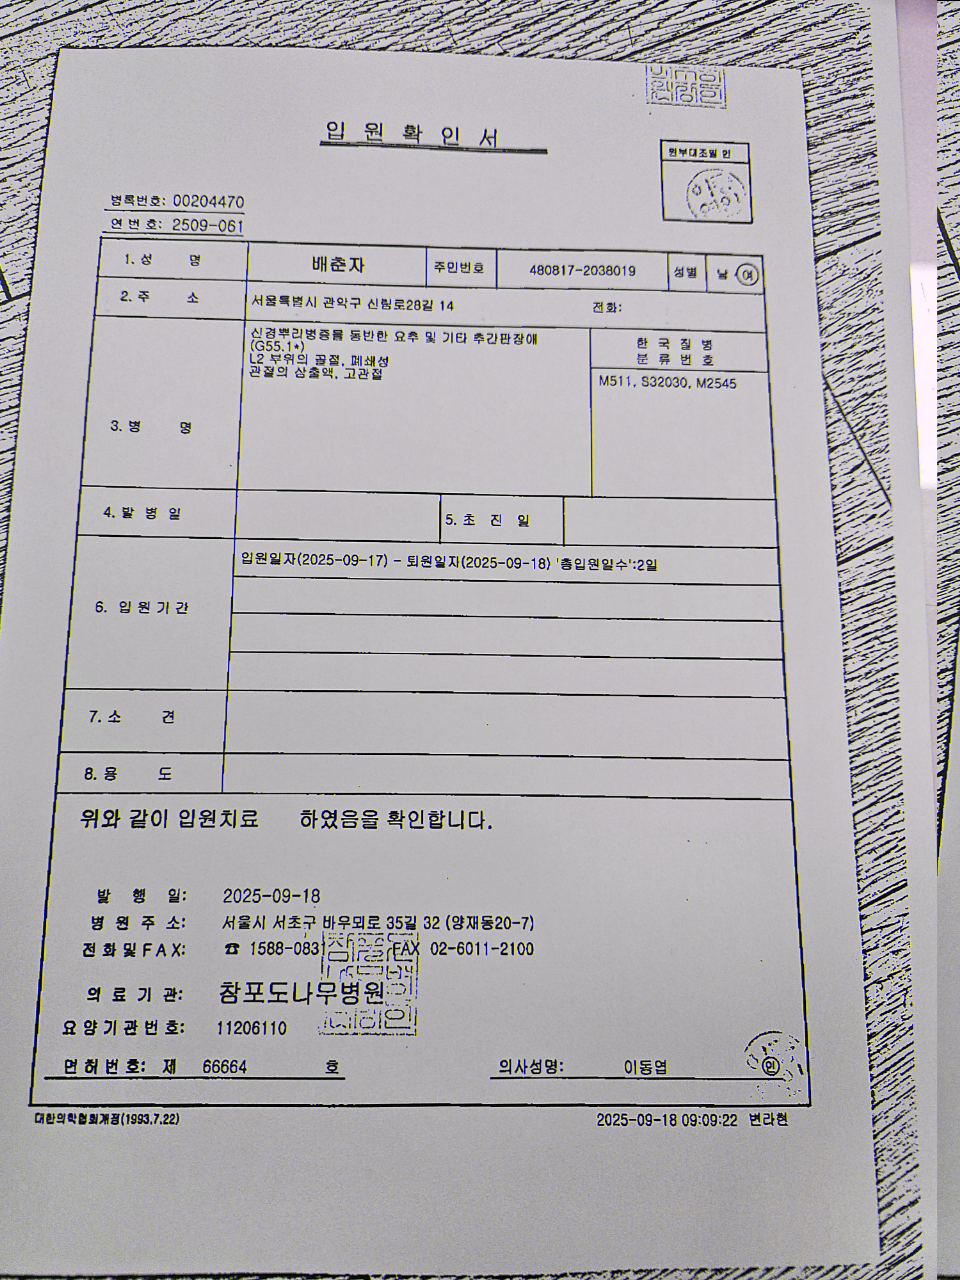 입 원 확 인 서
원부대조필 인
병록번호: 00204470
연 번 호: 2509-061
1. 성 명 배춘자 주민번호 480817-2038019 성별 남 여
2. 주 소 서울특별시 관악구 신림로28길 14 전화:
3. 병 명
신경뿌리병증을 동반한 요추 및 기타 추간판장애
(G55.1*)
L2 부위의 골절, 폐쇄성
관절의 삼출액, 고관절
한 국 질 병
분 류 번 호
M511, S32030, M2545
4. 발 병 일 5. 초 진 일
6. 입 원 기 간
입원일자(2025-09-17) - 퇴원일자(2025-09-18) '총입원일수':2일
7. 소 견
8. 용 도
위와 같이 입원치료 하였음을 확인합니다.
발 행 일: 2025-09-18
병 원 주 소: 서울시 서초구 바우뫼로 35길 32 (양재동20-7)
전 화 및 F A X: ☎ 1588-083 FAX 02-6011-2100
의 료 기 관: 참포도나무병원
요 양 기 관 번 호: 11206110
면 허 번 호: 제 66664 호 의사성명: 이동엽 인
대한의학협회개정(1993.7.22) 2025-09-18 09:09:22 변라현